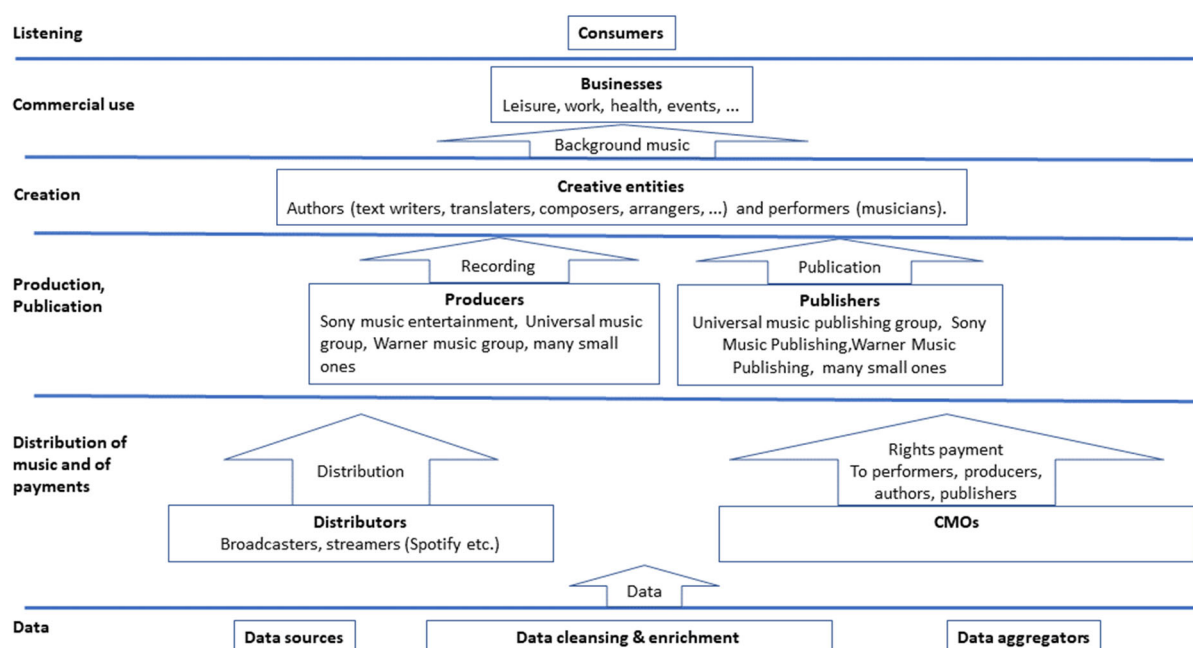 Listening
Consumers
Businesses
Commercial use
Leisure, work, health, events, ...
Background music
Creation
Creative entities
Authors (text writers, translaters, composers, arrangers, ...) and performers (musicians).
Recording
Publication
Production,
Publication
Producers
Sony music entertainment, Universal music
group, Warner music group, many small
ones
Publishers
Universal music publishing group, Sony
Music Publishing,Warner Music
Publishing, many small ones
Distribution of
music and of
payments
Distribution
Rights payment
To performers, producers,
authors, publishers
Distributors
Broadcasters, streamers (Spotify etc.)
CMOs
Data
Data
Data sources
Data cleansing & enrichment
Data aggregators